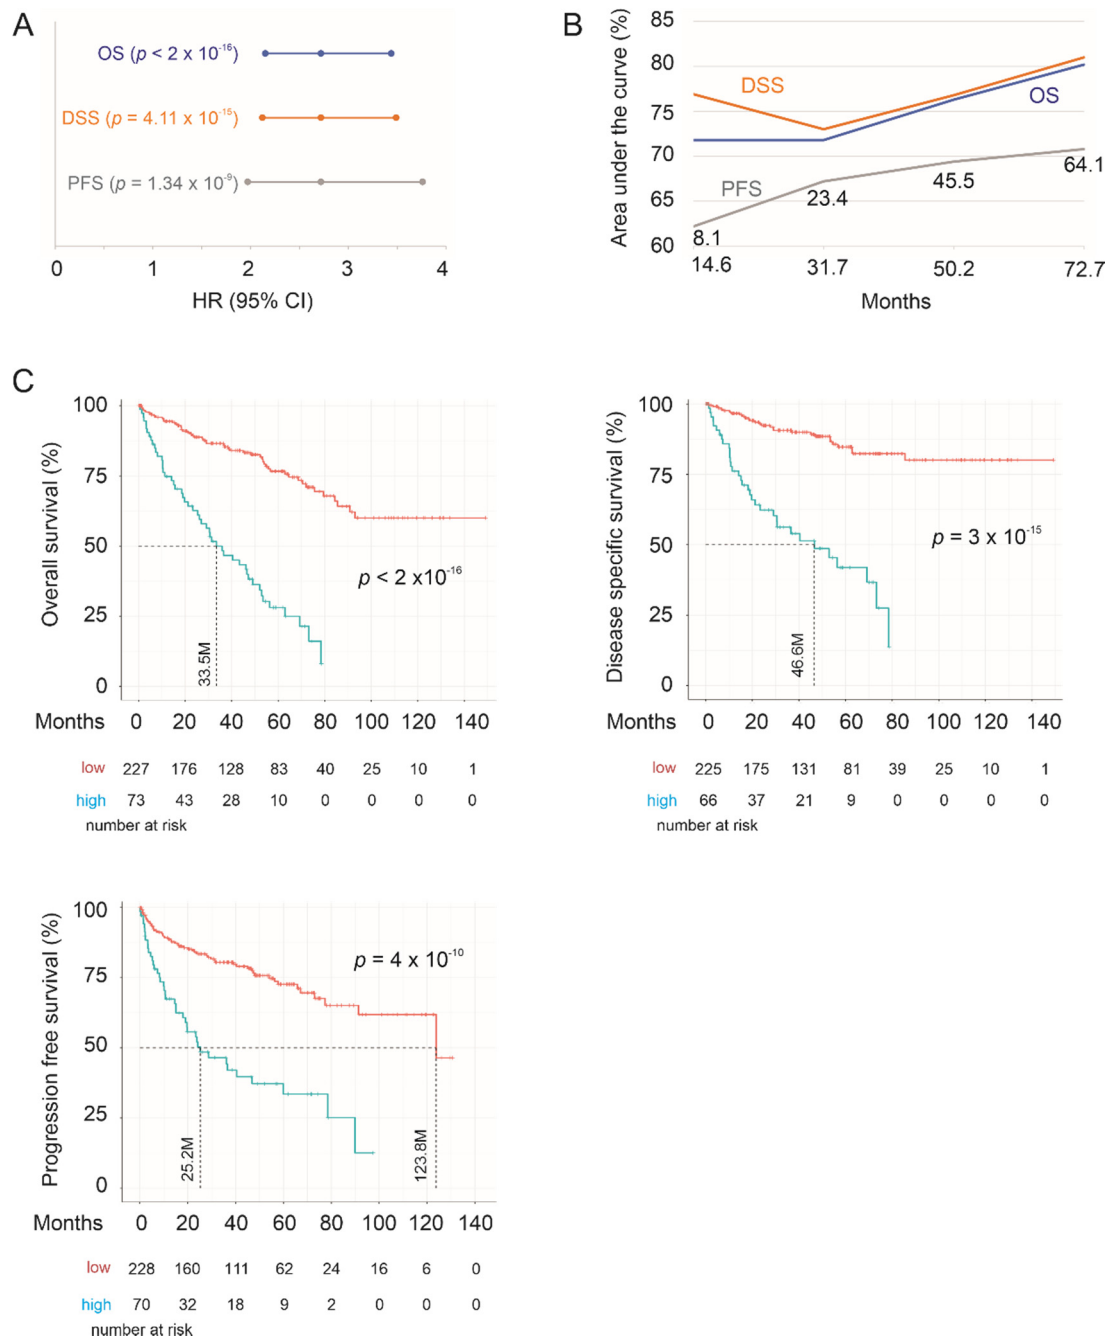 A
OS (p < 2 x 10⁻¹⁶)
DSS (p = 4.11 x 10⁻¹⁵)
PFS (p = 1.34 x 10⁻⁹)
0 1 2 3 4
HR (95% CI)
B
Area under the curve (%)
85
80
75
70
65
60
DSS
OS
PFS
8.1 23.4 45.5 64.1
14.6 31.7 50.2 72.7
Months
C
Overall survival (%)
100
75
50
25
0
p < 2 x10⁻¹⁶
33.5M
Months 0 20 40 60 80 100 120 140
low 227 176 128 83 40 25 10 1
high 73 43 28 10 0 0 0 0
number at risk
Disease specific survival (%)
100
75
50
25
0
p = 3 x 10⁻¹⁵
46.6M
Months 0 20 40 60 80 100 120 140
low 225 175 131 81 39 25 10 1
high 66 37 21 9 0 0 0 0
number at risk
Progression free survival (%)
100
75
50
25
0
p = 4 x 10⁻¹⁰
25.2M
123.8M
Months 0 20 40 60 80 100 120 140
low 228 160 111 62 24 16 6 0
high 70 32 18 9 2 0 0 0
number at risk